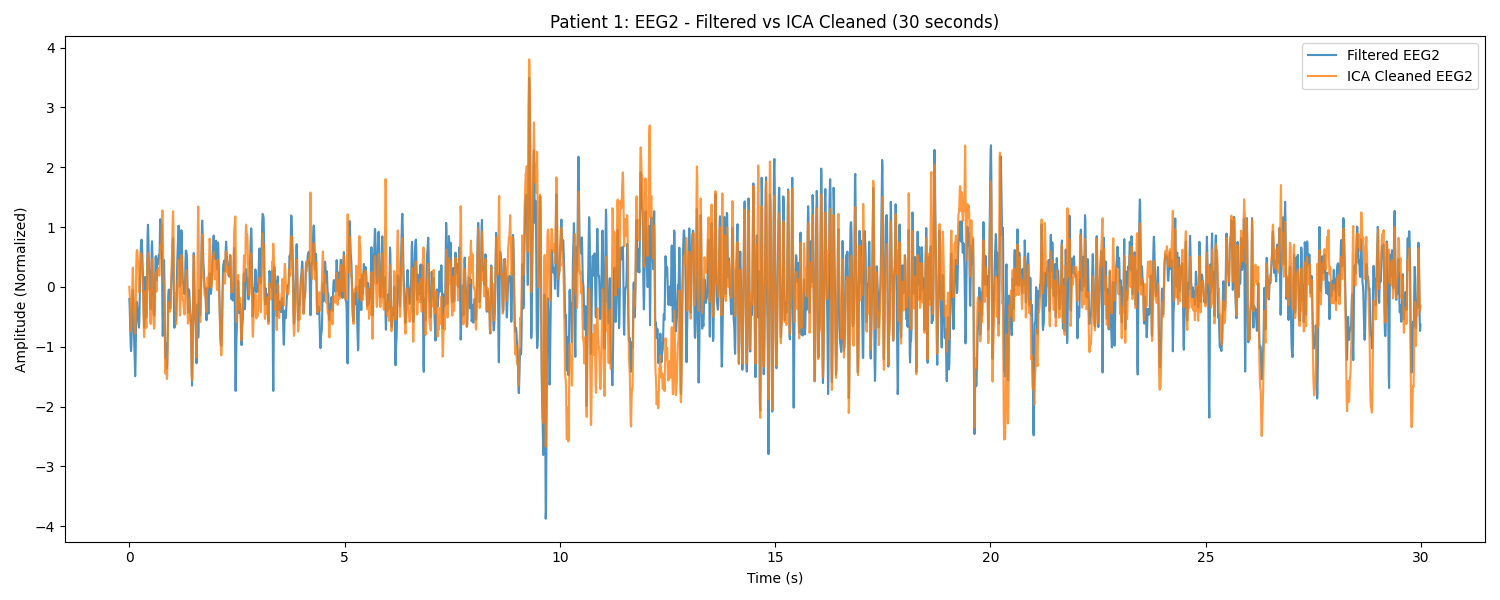 Patient 1: EEG2 - Filtered vs ICA Cleaned (30 seconds)
Filtered EEG2
ICA Cleaned EEG2
Amplitude (Normalized)
4
3
2
1
0
−1
−2
−3
−4
0 5 10 15 20 25 30
Time (s)